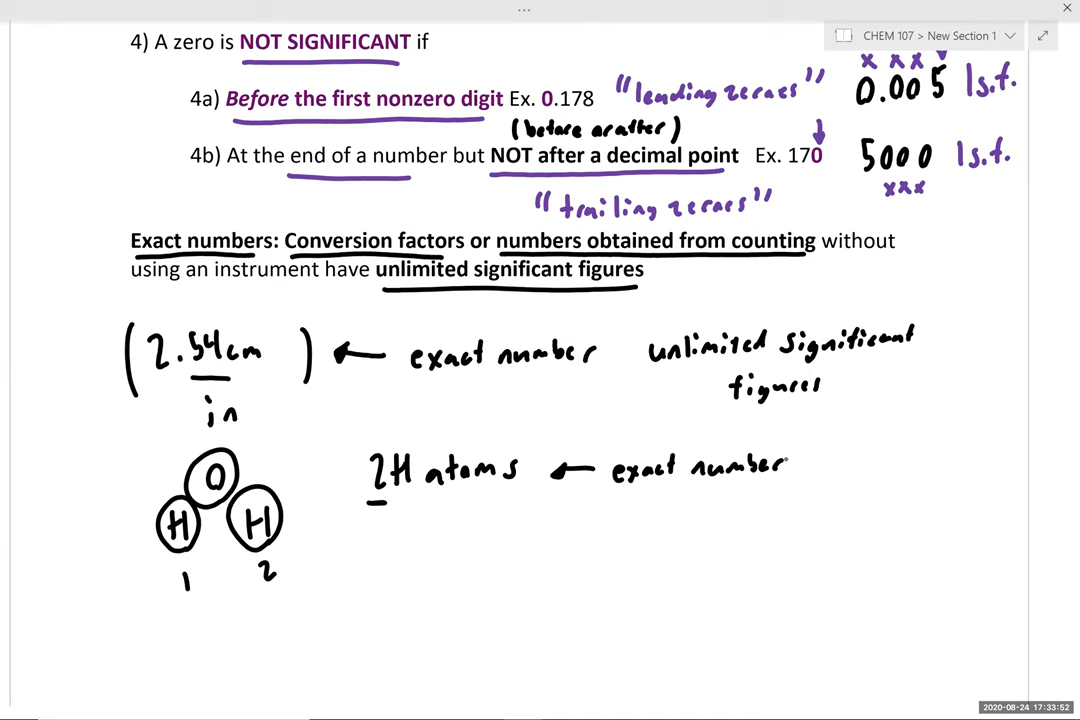 CHEM 107 > New Section 1
4) A zero is NOT SIGNIFICANT if
x x x
0.005 1 s.f.
4a) Before the first nonzero digit Ex. 0.178 "leading zeroes"
(before or after)
4b) At the end of a number but NOT after a decimal point Ex. 170 5000 1 s.f.
xxx
"trailing zeroes"
Exact numbers: Conversion factors or numbers obtained from counting without
using an instrument have unlimited significant figures
(2.54cm) ← exact number unlimited significant
in figures
O 2H atoms ← exact number
H H
1 2
2020-08-24 17:33:52